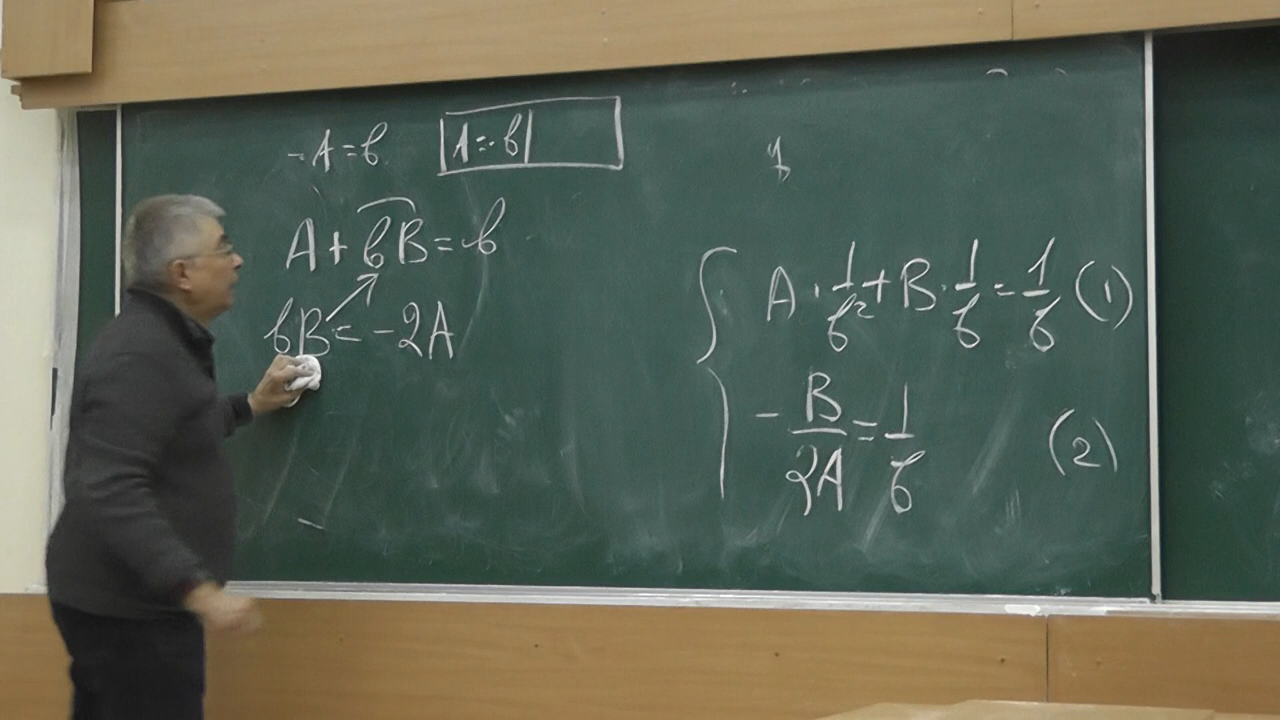 -A=b
A=-b
A+bB=b
bB=-2A
y
A·1/b²+B·1/b=1/b (1)
-B/2A=1/b (2)